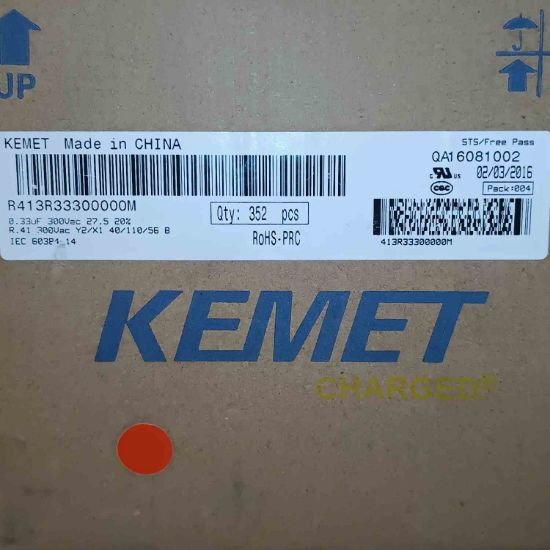 UP
KEMET Made in CHINA
STS/Free Pass
QA16081002
02/03/2016
Pack:004
R413R33300000M
Qty: 352 pcs
0.33uF 300Vac 27.5 20%
R.41 300Vac Y2/X1 40/110/56 B
IEC 60384 14
RoHS-PRC
413R33300000M
KEMET
CHARGED®